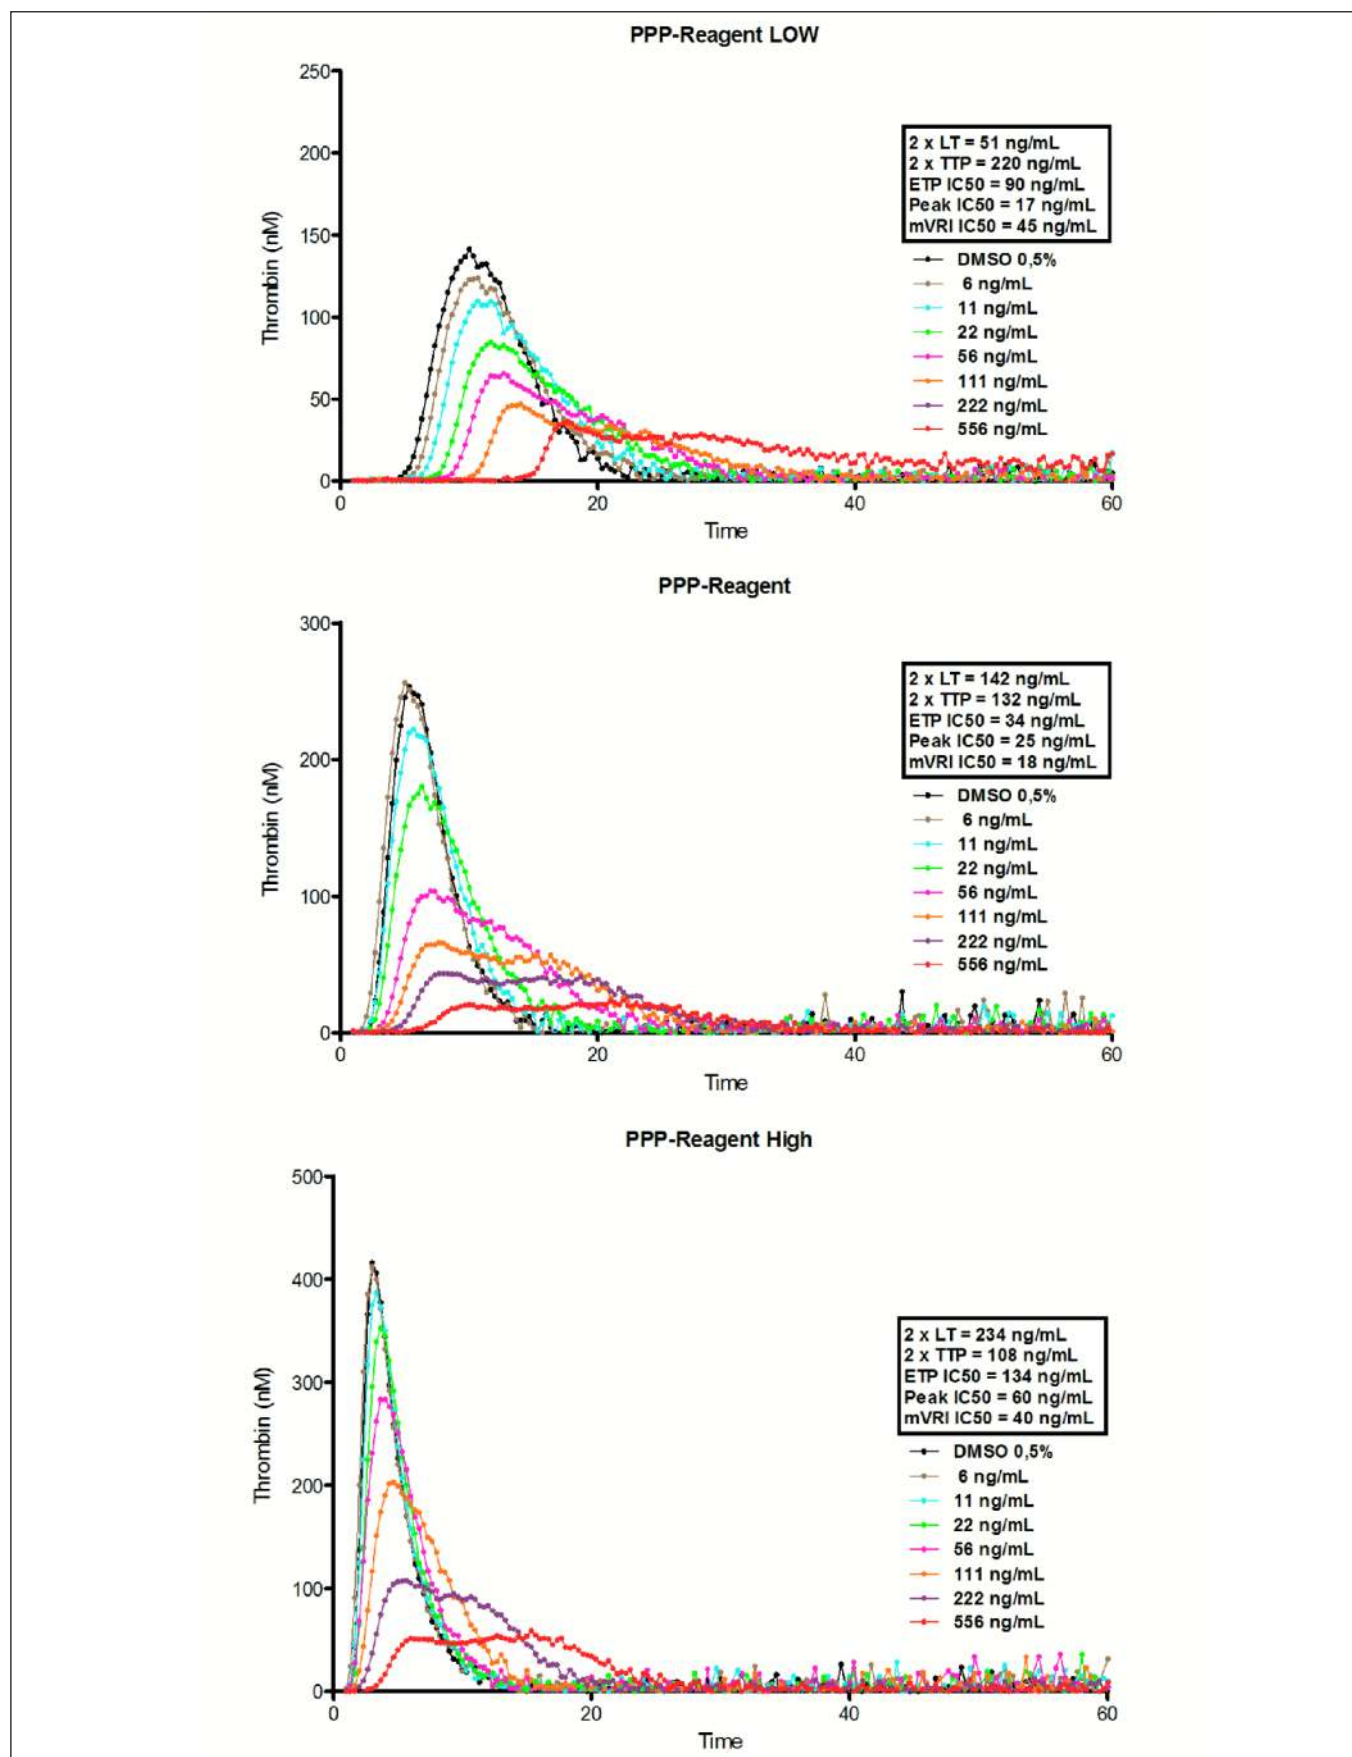 PPP-Reagent LOW
250
200
150
100
50
0
Thrombin (nM)
0 20 40 60
Time
2 x LT = 51 ng/mL
2 x TTP = 220 ng/mL
ETP IC50 = 90 ng/mL
Peak IC50 = 17 ng/mL
mVRI IC50 = 45 ng/mL
DMSO 0,5%
6 ng/mL
11 ng/mL
22 ng/mL
56 ng/mL
111 ng/mL
222 ng/mL
556 ng/mL
PPP-Reagent
300
200
100
0
Thrombin (nM)
0 20 40 60
Time
2 x LT = 142 ng/mL
2 x TTP = 132 ng/mL
ETP IC50 = 34 ng/mL
Peak IC50 = 25 ng/mL
mVRI IC50 = 18 ng/mL
DMSO 0,5%
6 ng/mL
11 ng/mL
22 ng/mL
56 ng/mL
111 ng/mL
222 ng/mL
556 ng/mL
PPP-Reagent High
500
400
300
200
100
0
Thrombin (nM)
0 20 40 60
Time
2 x LT = 234 ng/mL
2 x TTP = 108 ng/mL
ETP IC50 = 134 ng/mL
Peak IC50 = 60 ng/mL
mVRI IC50 = 40 ng/mL
DMSO 0,5%
6 ng/mL
11 ng/mL
22 ng/mL
56 ng/mL
111 ng/mL
222 ng/mL
556 ng/mL